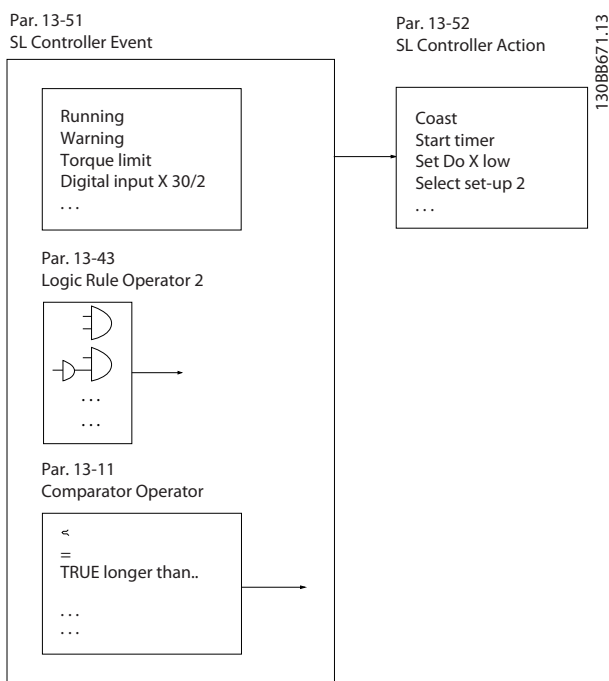 Par. 13-51
SL Controller Event
Par. 13-52
SL Controller Action
130BB671.13
Running
Warning
Torque limit
Digital input X 30/2
. . .
Coast
Start timer
Set Do X low
Select set-up 2
. . .
Par. 13-43
Logic Rule Operator 2
. . .
. . .
Par. 13-11
Comparator Operator
<
=
TRUE longer than..
. . .
. . .